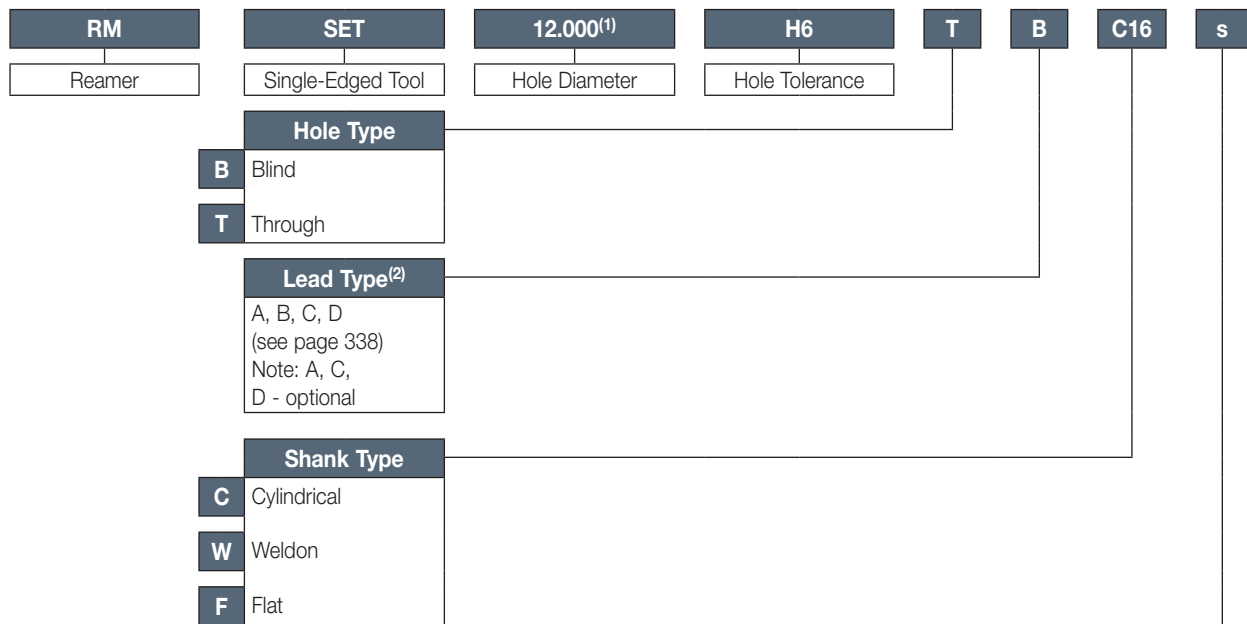 RM SET 12.000(1) H6 T B C16 s
Reamer Single-Edged Tool Hole Diameter Hole Tolerance
Hole Type
B Blind
T Through
Lead Type(2)
A, B, C, D
(see page 338)
Note: A, C,
D - optional
Shank Type
C Cylindrical
W Weldon
F Flat